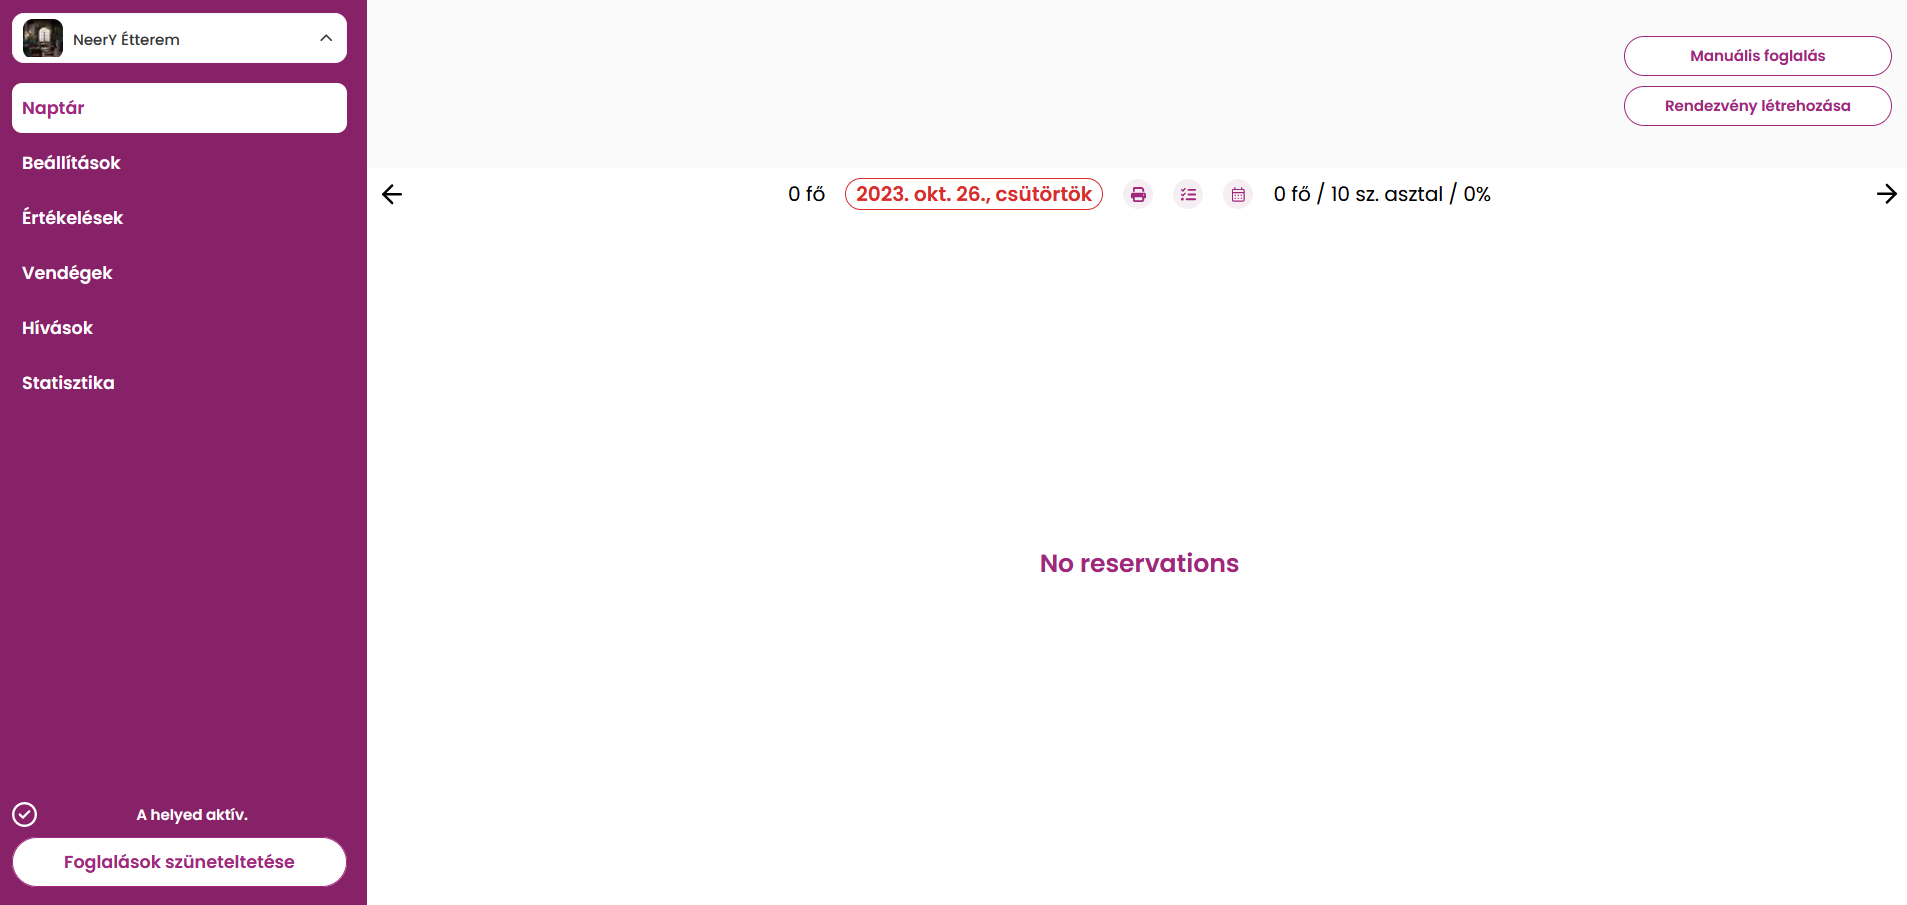 NeerY Étterem
Naptár
Beállítások
Értékelések
Vendégek
Hívások
Statisztika
A helyed aktív.
Foglalások szüneteltetése
Manuális foglalás
Rendezvény létrehozása
0 fő 2023. okt. 26., csütörtök 0 fő / 10 sz. asztal / 0%
No reservations